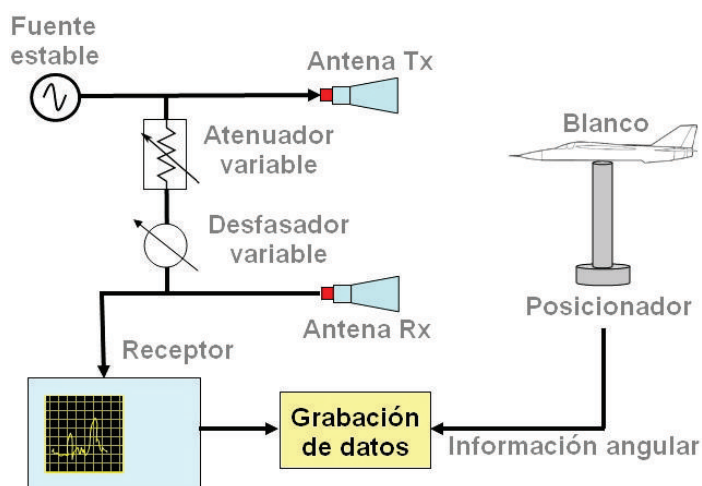 Fuente
estable
Antena Tx
Atenuador
variable
Blanco
Desfasador
variable
Antena Rx
Posicionador
Receptor
Grabación
de datos
Información angular